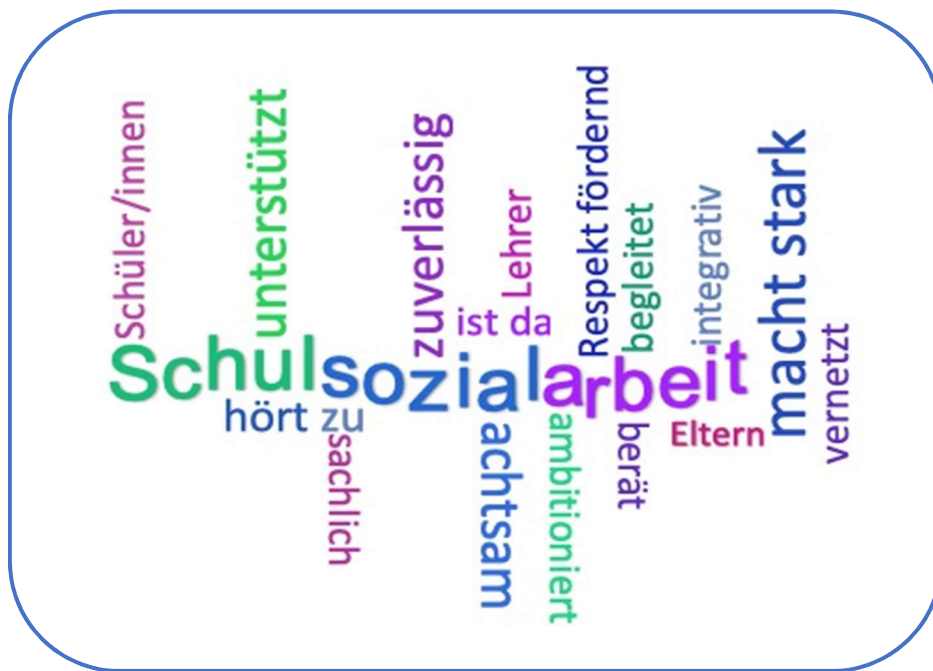 Schüler/innen
unterstützt
zuverlässig
Lehrer
ist da
Respekt fördernd
begleitet
integrativ
macht stark
vernetzt
Schulsozialarbeit
hört zu
sachlich
achtsam
ambitioniert
berät
Eltern